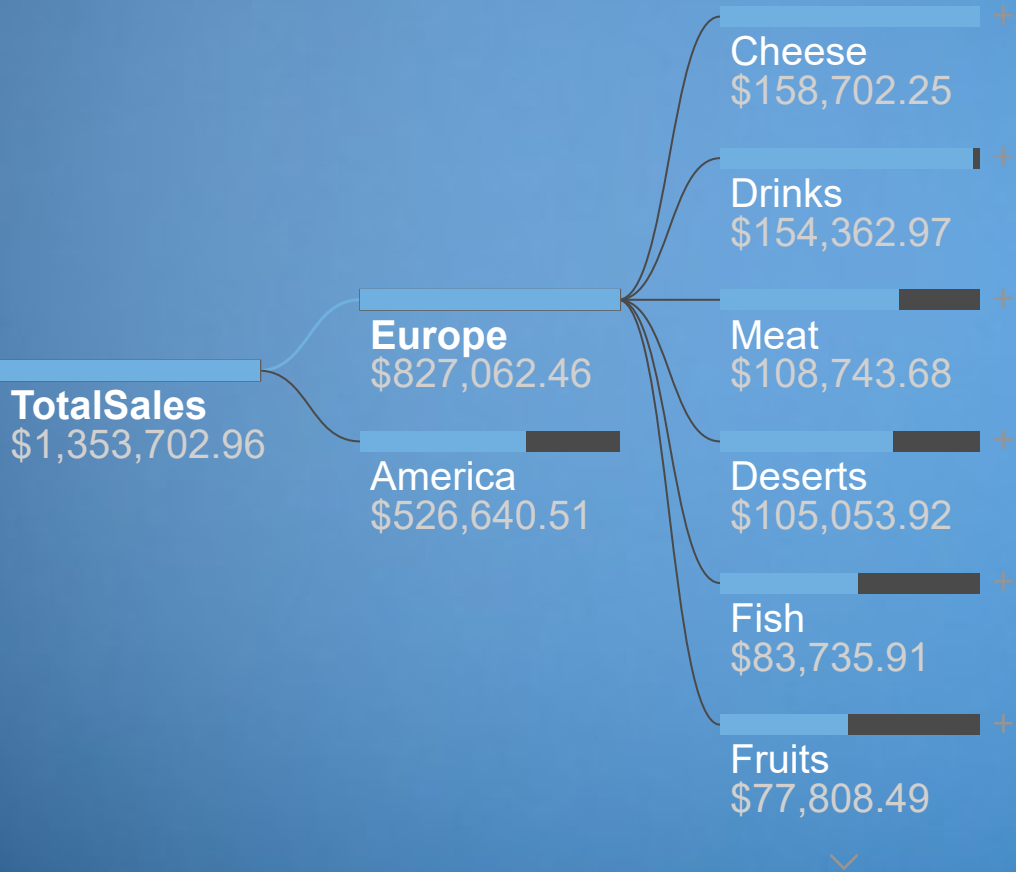 TotalSales
$1,353,702.96
Europe
$827,062.46
America
$526,640.51
Cheese
$158,702.25
Drinks
$154,362.97
Meat
$108,743.68
Deserts
$105,053.92
Fish
$83,735.91
Fruits
$77,808.49